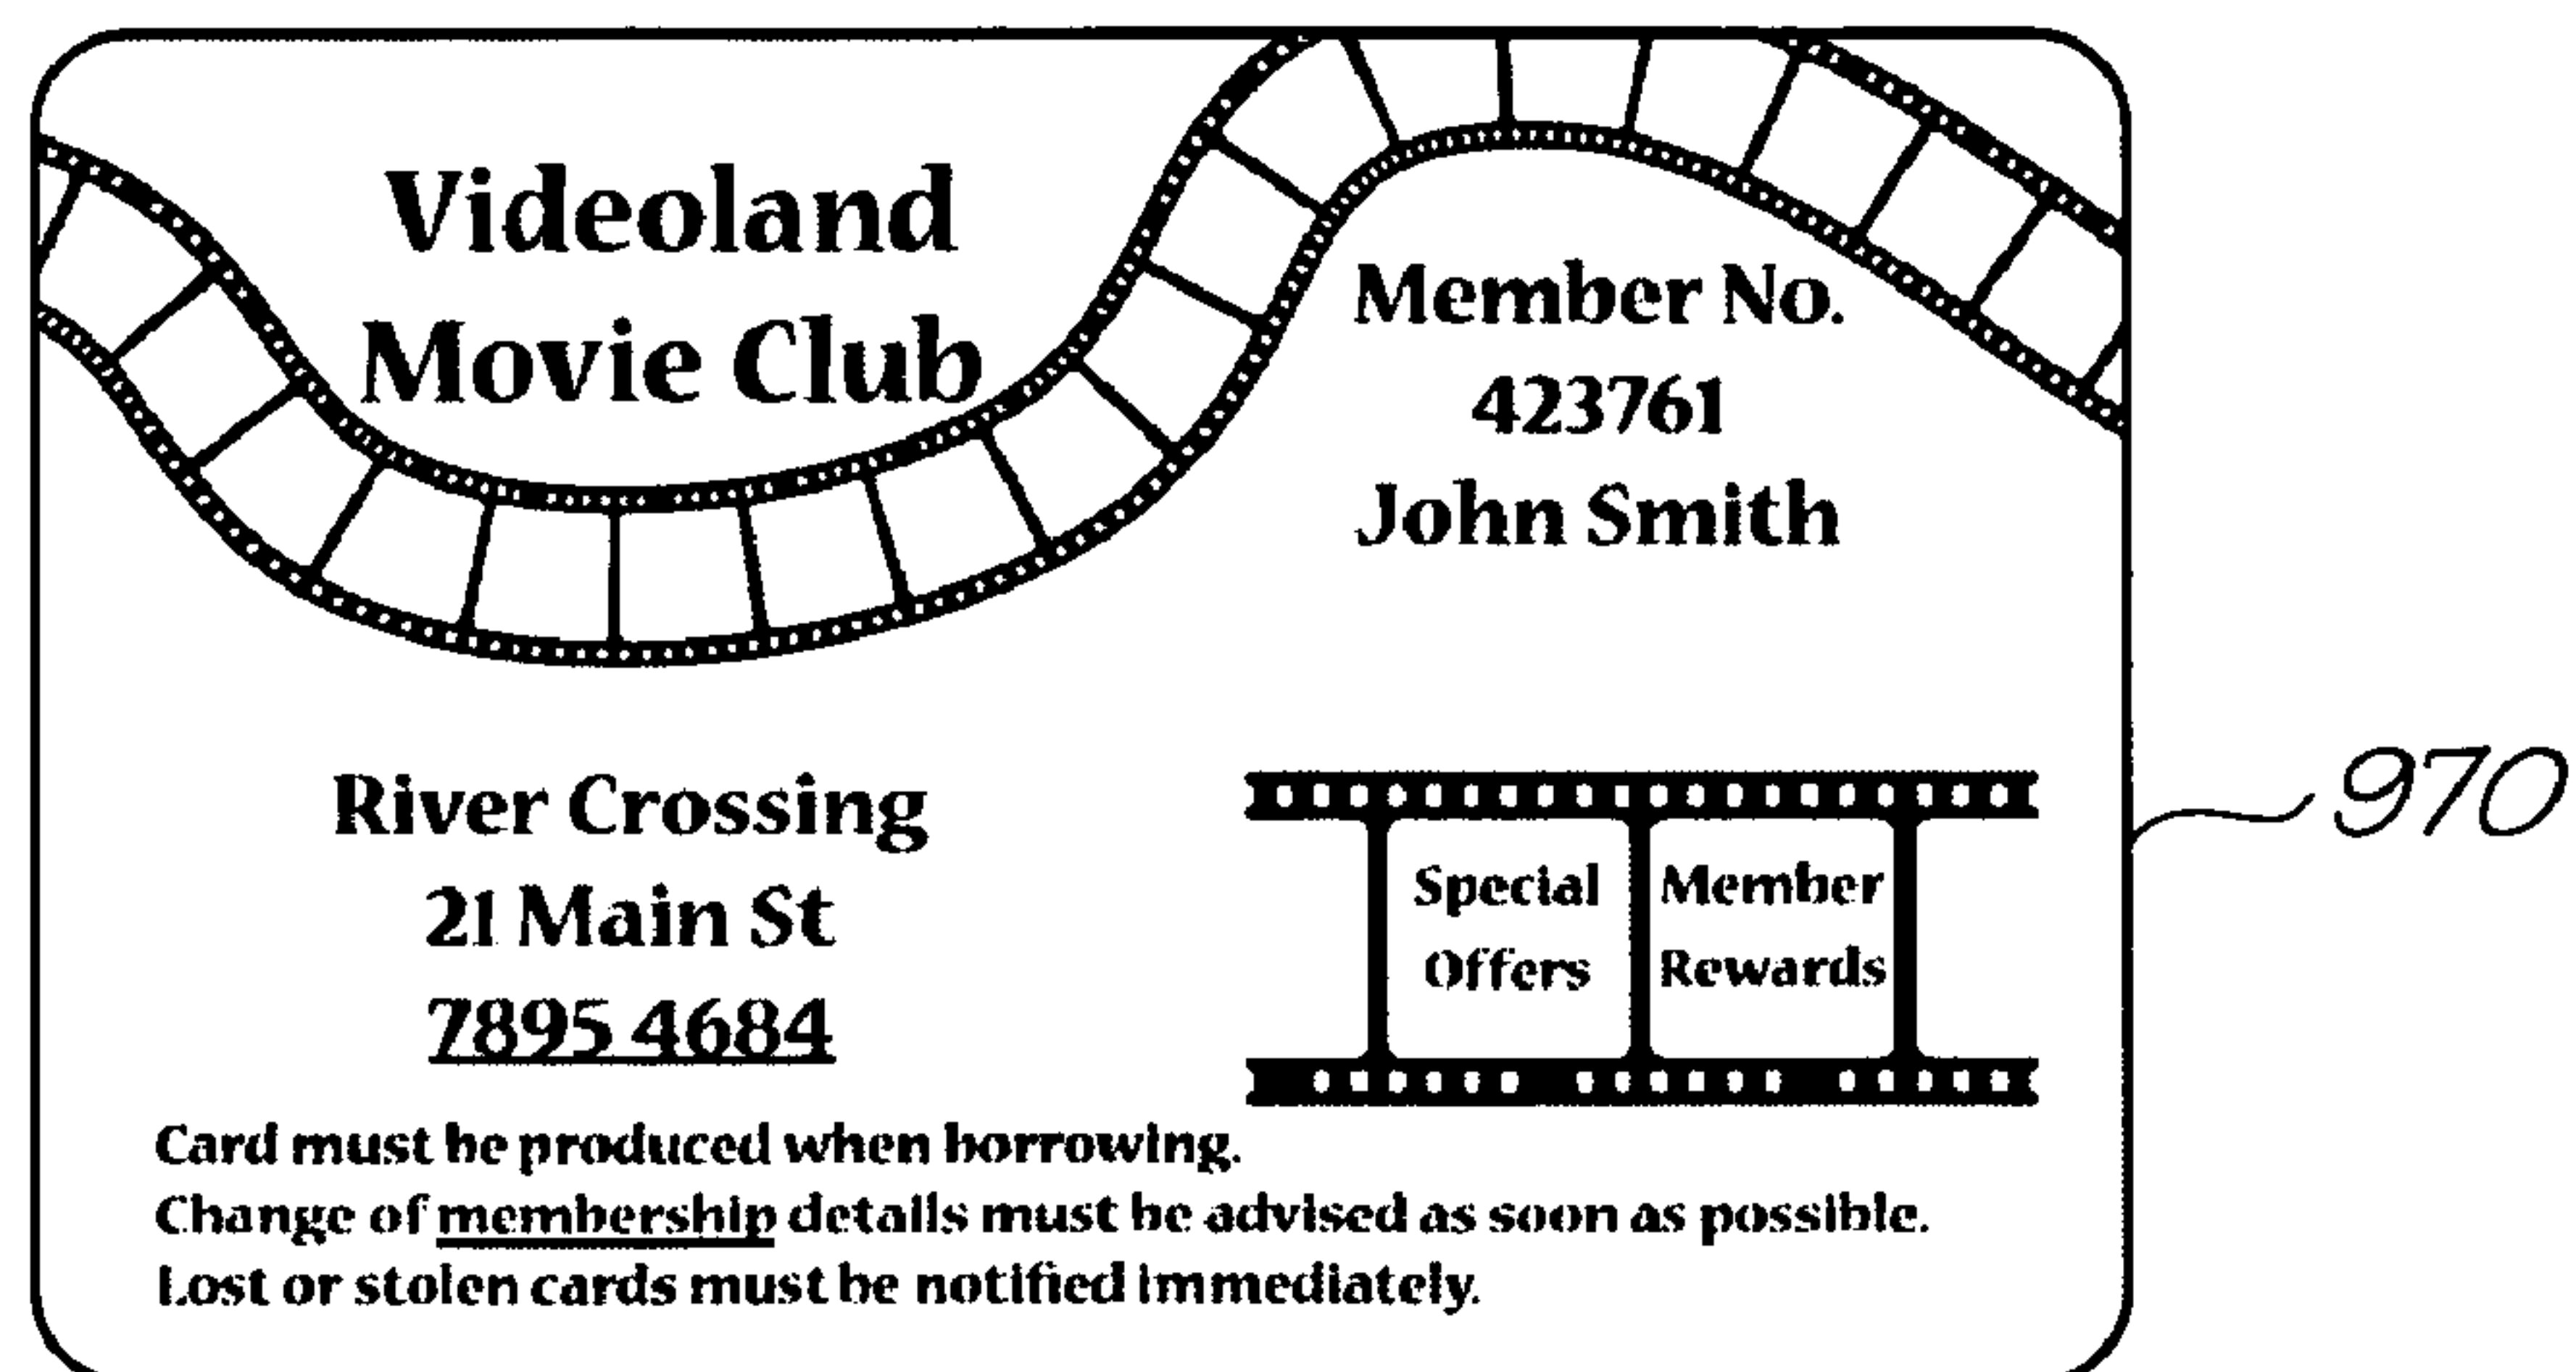 Videoland
Movie Club
Member No.
423761
John Smith
River Crossing
21 Main St
7895 4684
Special
Offers
Member
Rewards
970
Card must be produced when borrowing.
Change of membership details must be advised as soon as possible.
Lost or stolen cards must be notified immediately.